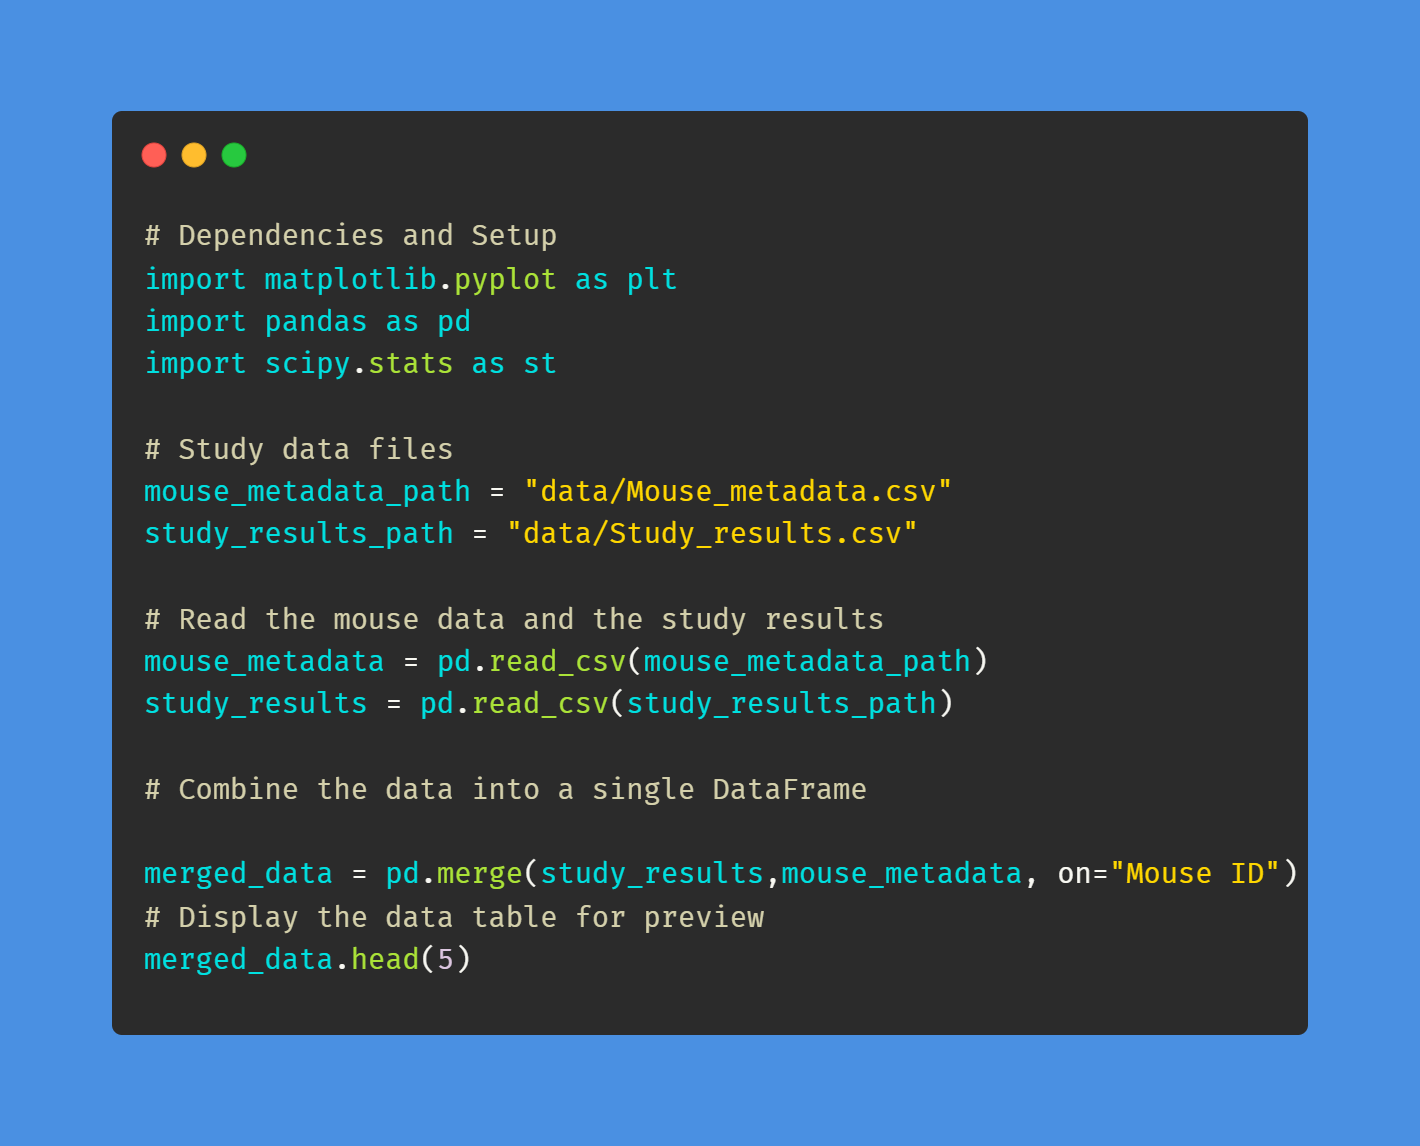 # Dependencies and Setup
import matplotlib.pyplot as plt
import pandas as pd
import scipy.stats as st
# Study data files
mouse_metadata_path = "data/Mouse_metadata.csv"
study_results_path = "data/Study_results.csv"
# Read the mouse data and the study results
mouse_metadata = pd.read_csv(mouse_metadata_path)
study_results = pd.read_csv(study_results_path)
# Combine the data into a single DataFrame
merged_data = pd.merge(study_results,mouse_metadata, on="Mouse ID")
# Display the data table for preview
merged_data.head(5)